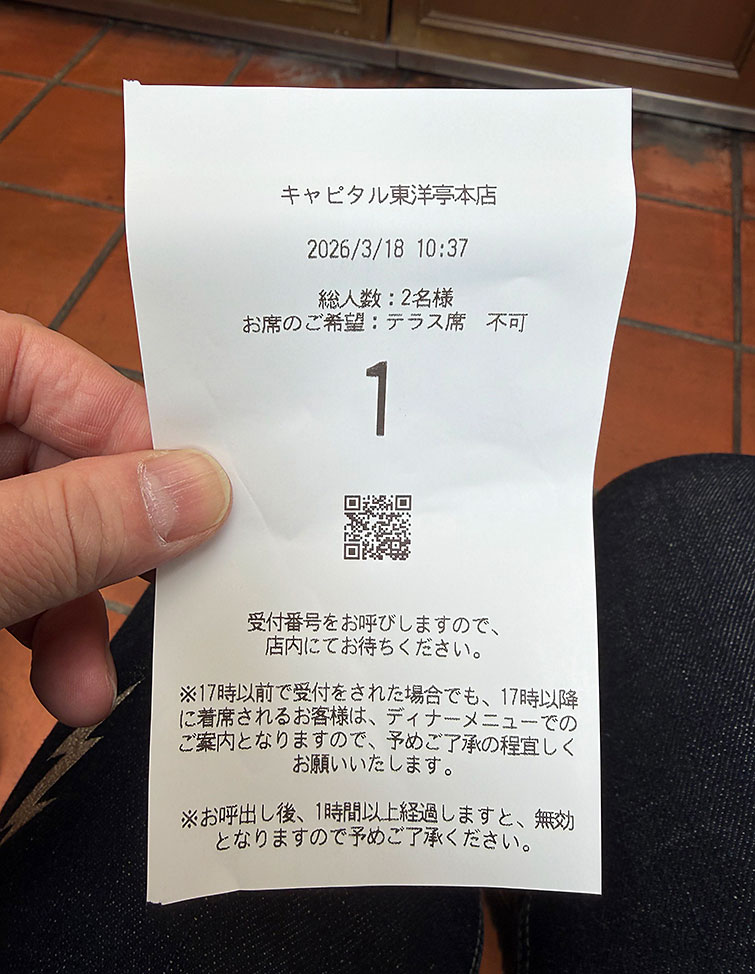 キャピタル東洋亭本店
2026/3/18 10:37
総人数：2名様
お席のご希望：テラス席　不可
1
受付番号をお呼びしますので、
店内にてお待ちください。
※17時以前で受付をされた場合でも、17時以降
に着席されるお客様は、ディナーメニューでの
ご案内となりますので、予めご了承の程宜しく
お願いいたします。
※お呼出し後、1時間以上経過しますと、無効
となりますので予めご了承ください。